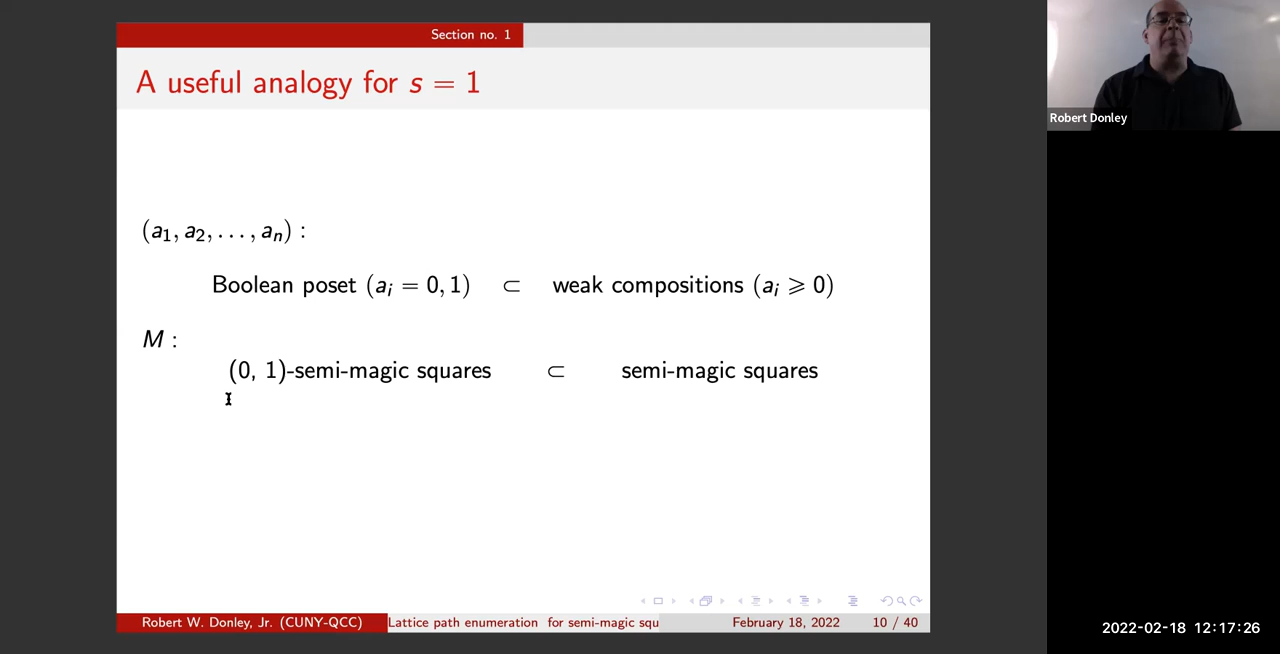 Section no. 1
A useful analogy for s = 1
(a₁, a₂, . . . , aₙ) :
Boolean poset (aᵢ = 0, 1) ⊂ weak compositions (aᵢ ⩾ 0)
M :
(0, 1)-semi-magic squares ⊂ semi-magic squares
Robert W. Donley, Jr. (CUNY-QCC) Lattice path enumeration for semi-magic squ February 18, 2022 10 / 40
Robert Donley
2022-02-18 12:17:26